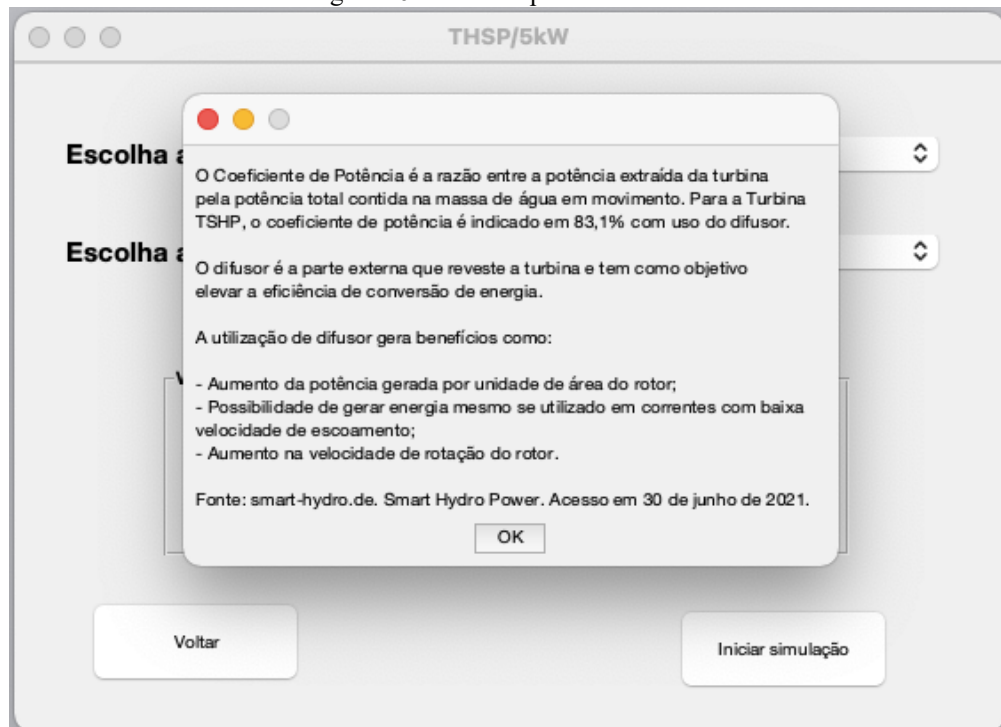 THSP/5kW
Escolha a
O Coeficiente de Potência é a razão entre a potência extraída da turbina
pela potência total contida na massa de água em movimento. Para a Turbina
TSHP, o coeficiente de potência é indicado em 83,1% com uso do difusor.
Escolha a
O difusor é a parte externa que reveste a turbina e tem como objetivo
elevar a eficiência de conversão de energia.
A utilização de difusor gera benefícios como:
- Aumento da potência gerada por unidade de área do rotor;
- Possibilidade de gerar energia mesmo se utilizado em correntes com baixa
velocidade de escoamento;
- Aumento na velocidade de rotação do rotor.
Fonte: smart-hydro.de. Smart Hydro Power. Acesso em 30 de junho de 2021.
OK
Voltar
Iniciar simulação